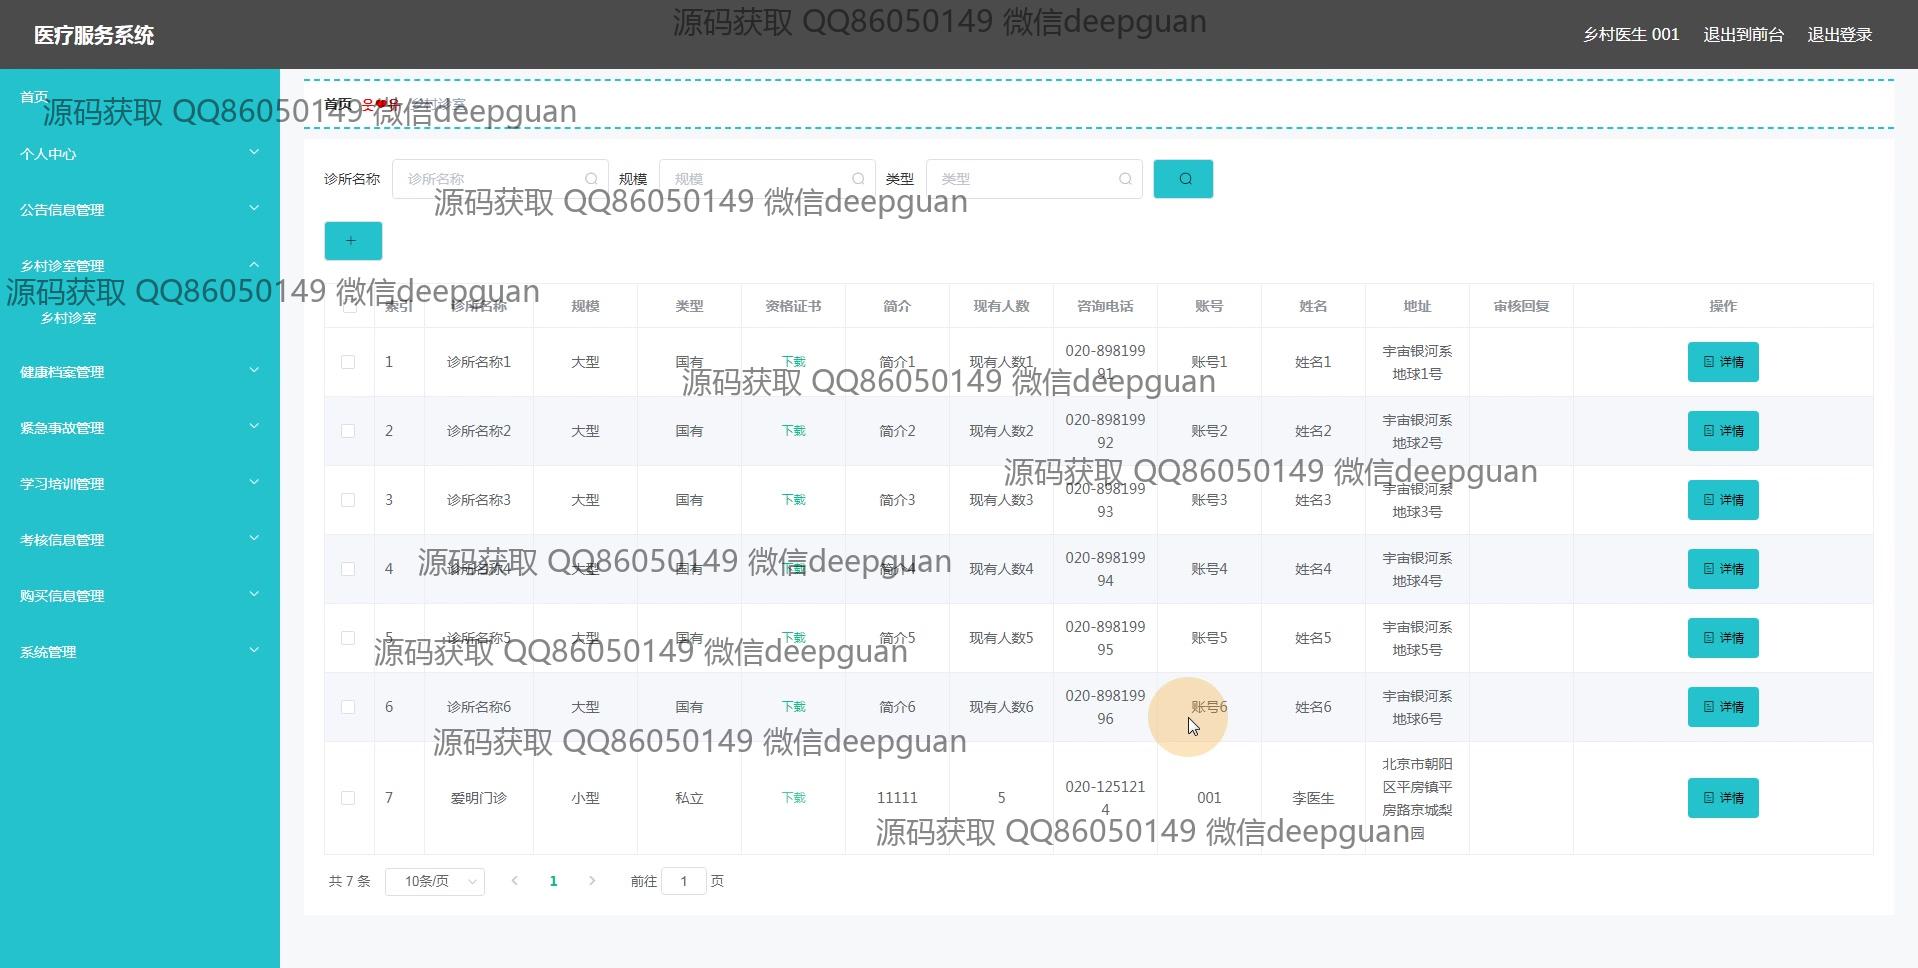 源码获取 QQ86050149 微信deepguan
医疗服务系统
乡村医生 001 退出到前台 退出登录
首页
源码获取 QQ86050149 微信deepguan
首页 乡村诊室
个人中心
公告信息管理
乡村诊室管理
乡村诊室
健康档案管理
紧急事故管理
学习培训管理
考核信息管理
购买信息管理
系统管理
诊所名称 诊所名称 规模 规模 类型 类型
源码获取 QQ86050149 微信deepguan
+
源码获取 QQ86050149 微信deepguan
索引 诊所名称 规模 类型 资格证书 简介 现有人数 咨询电话 账号 姓名 地址 审核回复 操作
1 诊所名称1 大型 国有 下载 简介1 现有人数1 020-89819991 账号1 姓名1 宇宙银河系地球1号 详情
源码获取 QQ86050149 微信deepguan
2 诊所名称2 大型 国有 下载 简介2 现有人数2 020-89819992 账号2 姓名2 宇宙银河系地球2号 详情
源码获取 QQ86050149 微信deepguan
3 诊所名称3 大型 国有 下载 简介3 现有人数3 020-89819993 账号3 姓名3 宇宙银河系地球3号 详情
源码获取 QQ86050149 微信deepguan
4 诊所名称4 大型 国有 下载 简介4 现有人数4 020-89819994 账号4 姓名4 宇宙银河系地球4号 详情
源码获取 QQ86050149 微信deepguan
5 诊所名称5 大型 国有 下载 简介5 现有人数5 020-89819995 账号5 姓名5 宇宙银河系地球5号 详情
6 诊所名称6 大型 国有 下载 简介6 现有人数6 020-89819996 账号6 姓名6 宇宙银河系地球6号 详情
源码获取 QQ86050149 微信deepguan
7 爱明门诊 小型 私立 下载 11111 5 020-1251214 001 李医生 北京市朝阳区平房镇平房路京城梨园 详情
源码获取 QQ86050149 微信deepguan
共 7 条 10条/页 1 前往 1 页